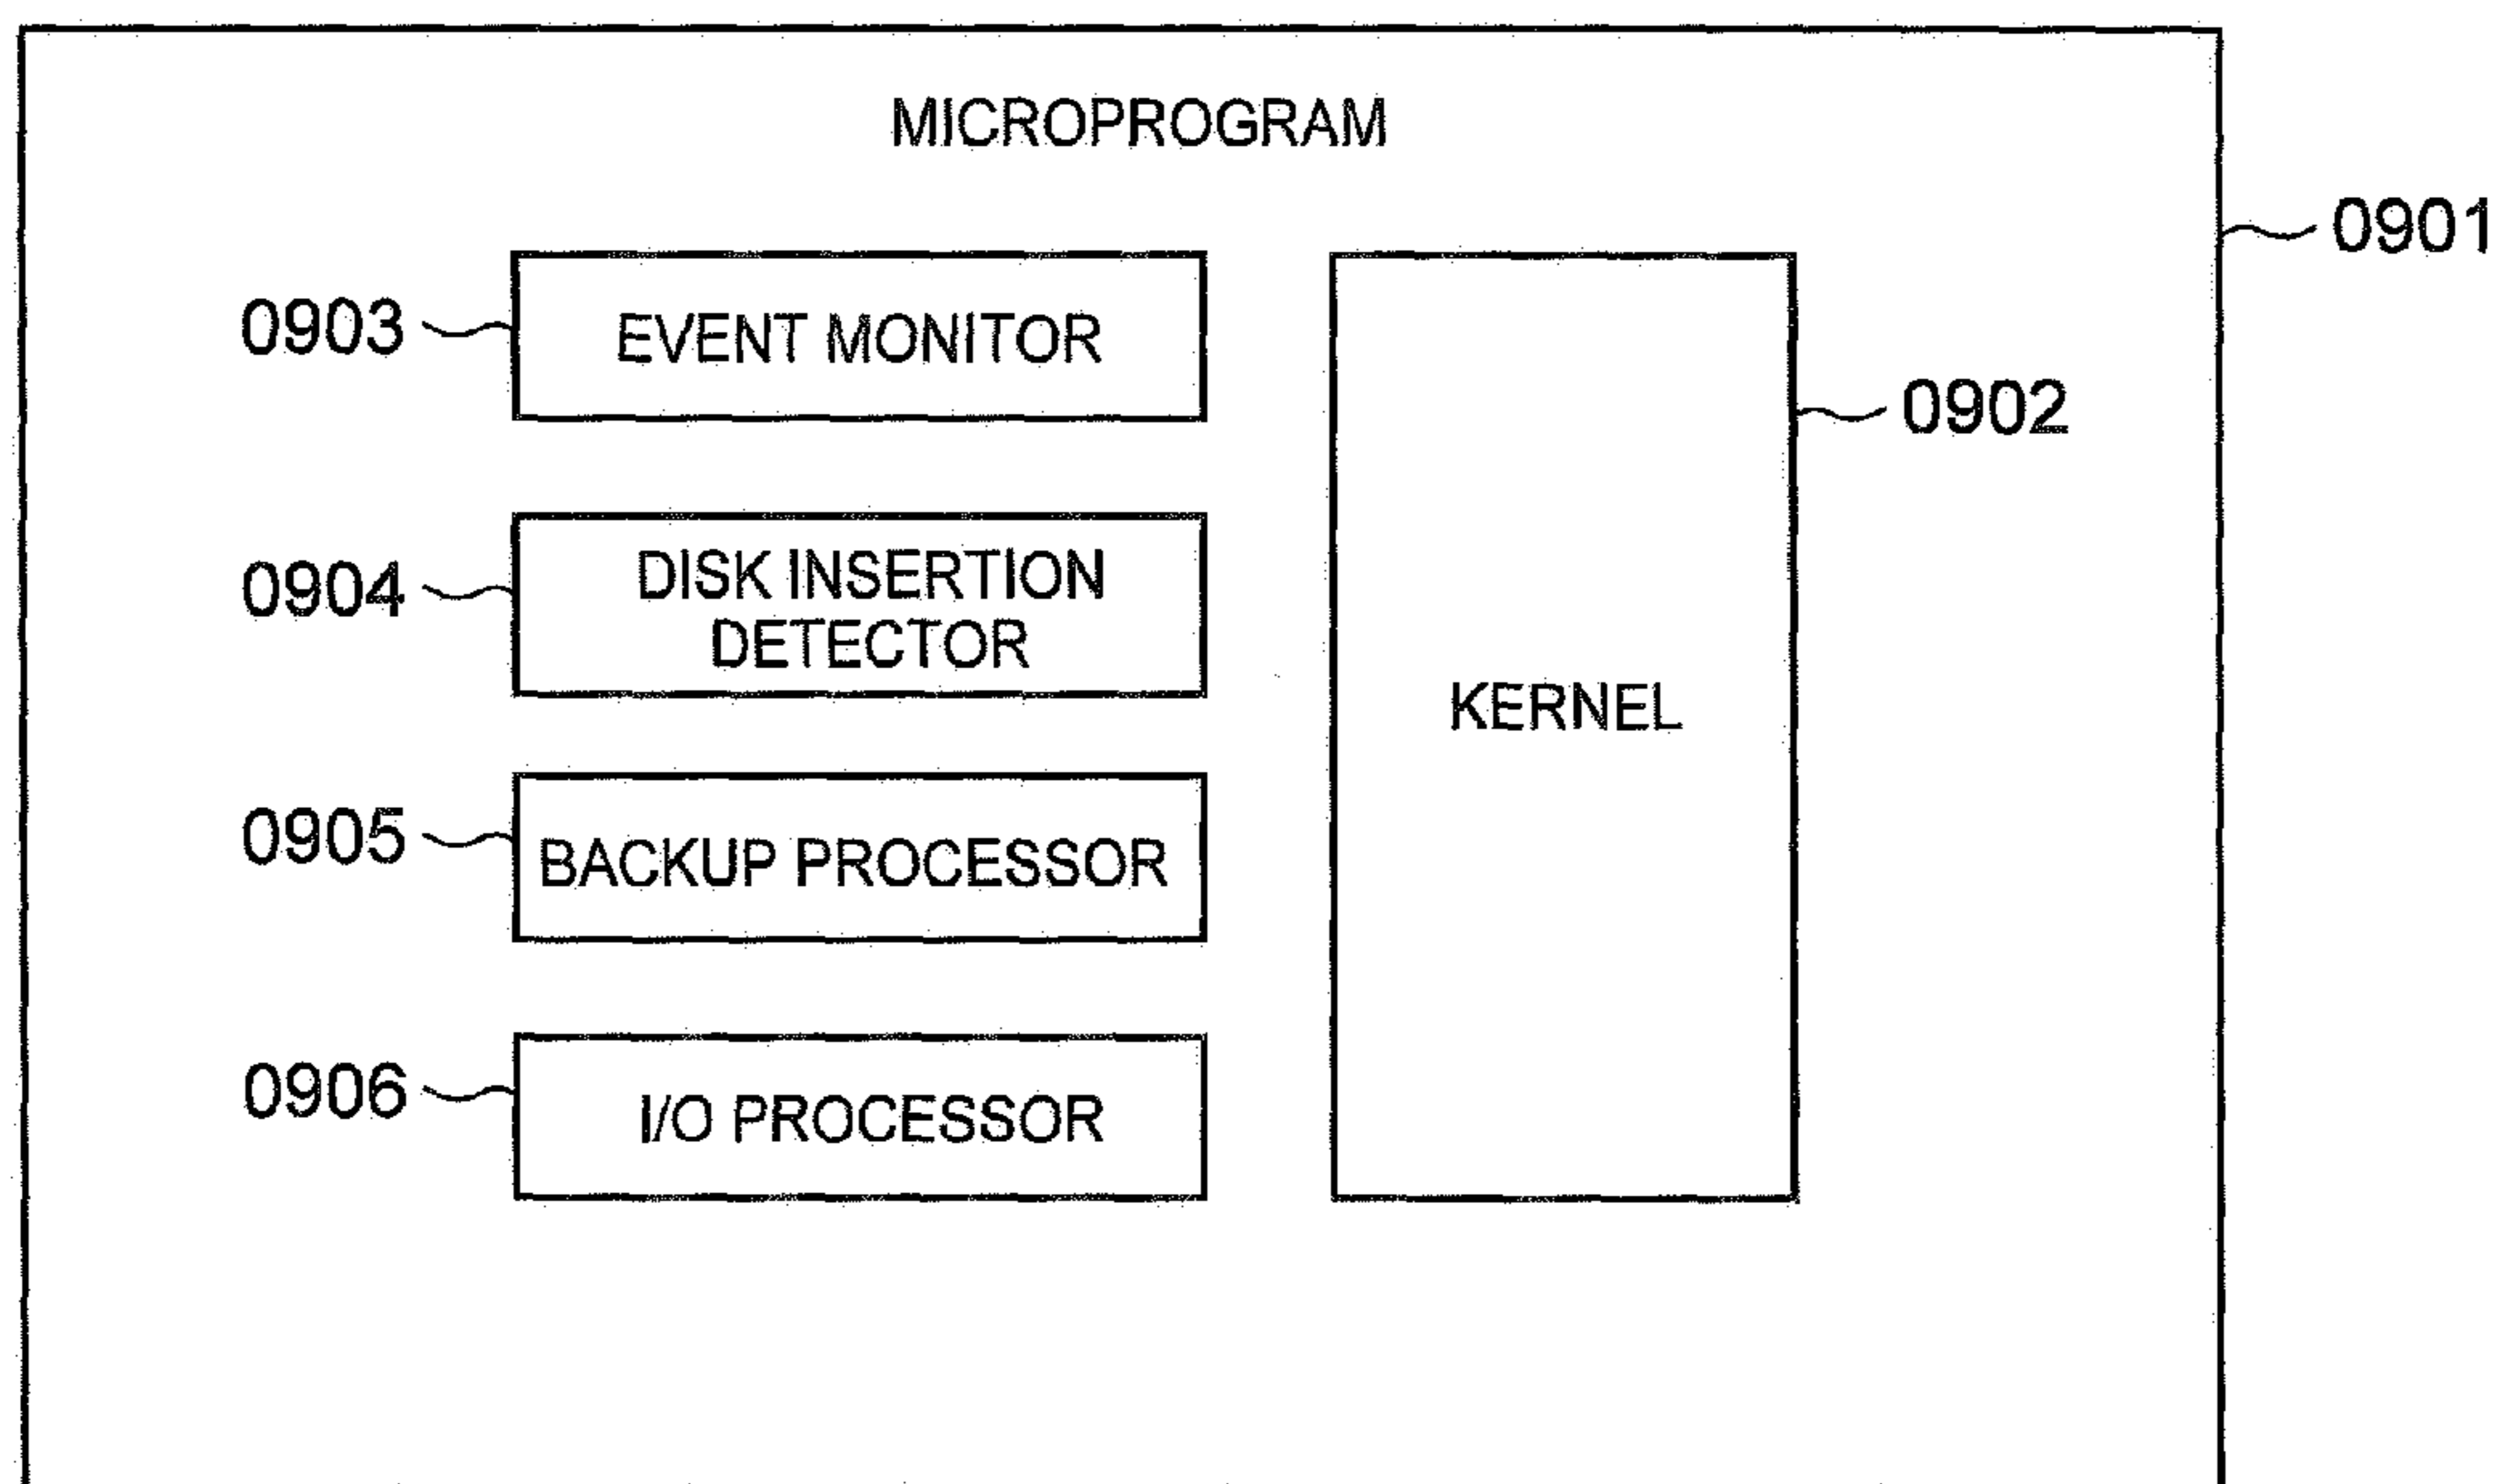 MICROPROGRAM
0901
0903
EVENT MONITOR
0902
0904
DISK INSERTION
DETECTOR
KERNEL
0905
BACKUP PROCESSOR
0906
I/O PROCESSOR